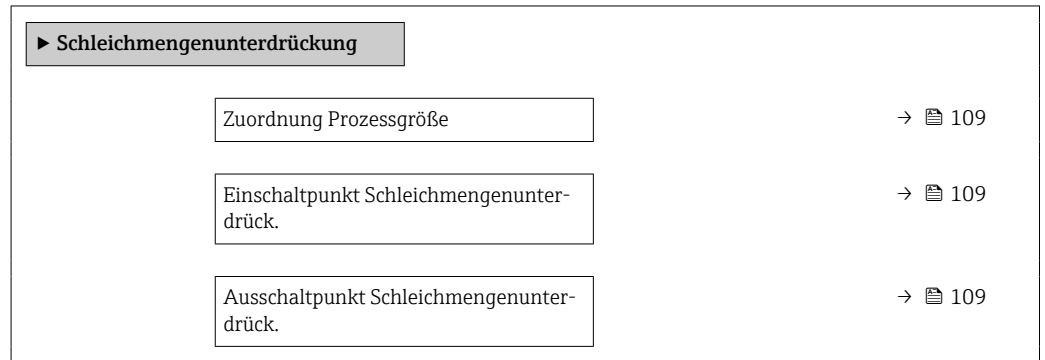 ▶ Schleichmengenunterdrückung
Zuordnung Prozessgröße → 109
Einschaltpunkt Schleichmengenunter-
drück. → 109
Ausschaltpunkt Schleichmengenunter-
drück. → 109